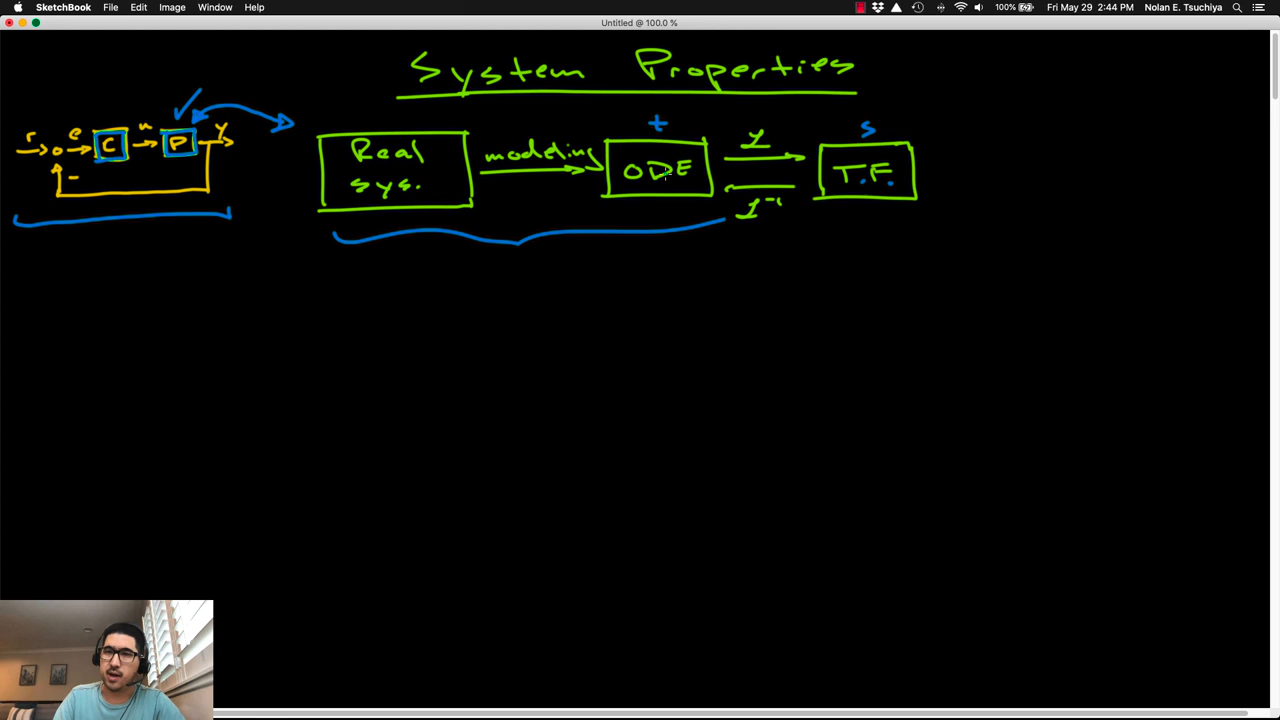 SketchBook File Edit Image Window Help 100% Fri May 29 2:44 PM Nolan E. Tsuchiya
Untitled @ 100.0 %
System Properties
r e C u P y
-
Real
sys.
modeling
t
ODE
ℒ
ℒ⁻¹
s
T.F.